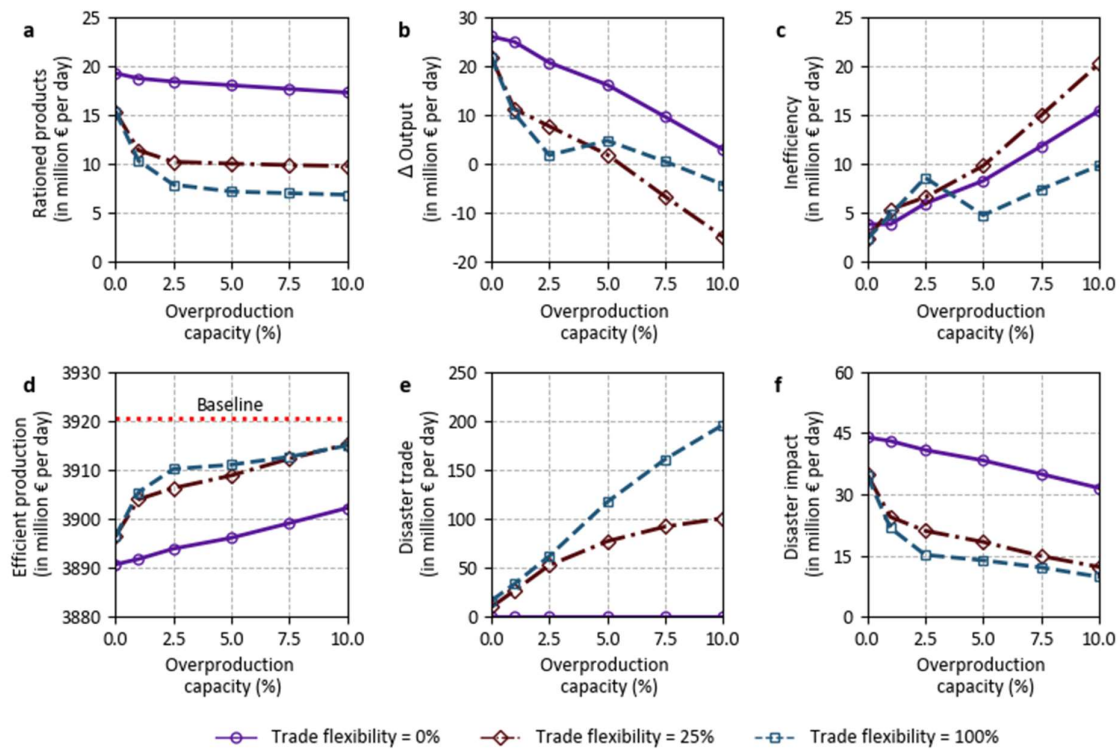 a
25
20
15
10
5
0
0.0 2.5 5.0 7.5 10.0
Rationed products
(in million € per day)
Overproduction
capacity (%)
b
30
20
10
0
-10
-20
0.0 2.5 5.0 7.5 10.0
Δ Output
(in million € per day)
Overproduction
capacity (%)
c
25
20
15
10
5
0
0.0 2.5 5.0 7.5 10.0
Inefficiency
(in million € per day)
Overproduction
capacity (%)
d
3930
3920
3910
3900
3890
3880
Baseline
0.0 2.5 5.0 7.5 10.0
Efficient production
(in million € per day)
Overproduction
capacity (%)
e
250
200
150
100
50
0
0.0 2.5 5.0 7.5 10.0
Disaster trade
(in million € per day)
Overproduction
capacity (%)
f
60
45
30
15
0
0.0 2.5 5.0 7.5 10.0
Disaster impact
(in million € per day)
Overproduction
capacity (%)
Trade flexibility = 0% Trade flexibility = 25% Trade flexibility = 100%